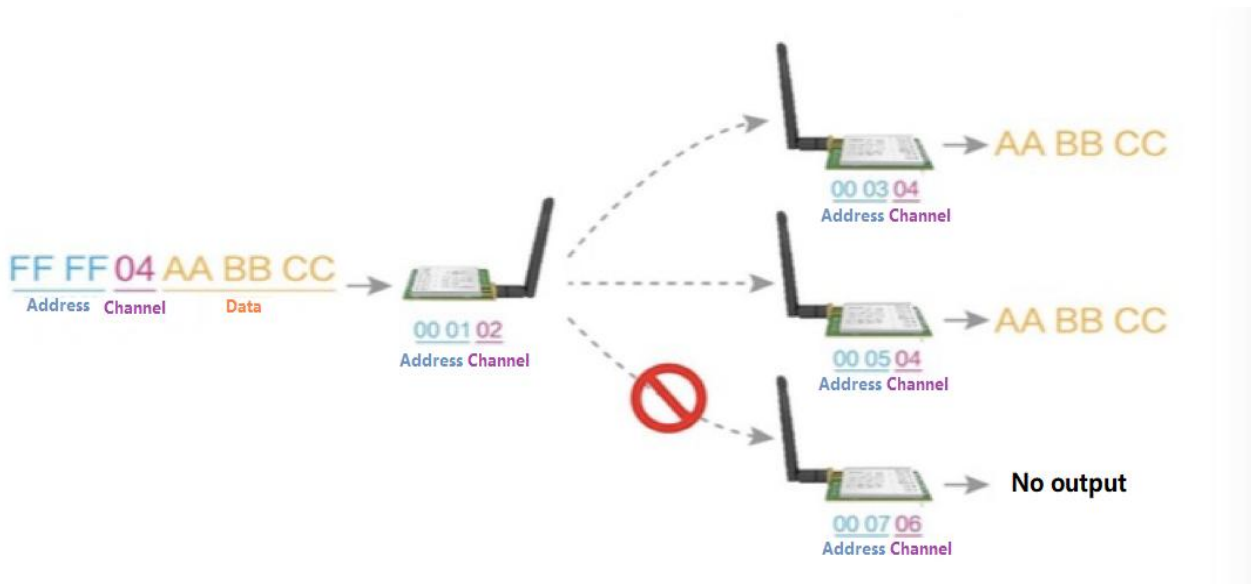 FF FF 04 AA BB CC
Address Channel Data
00 01 02
Address Channel
AA BB CC
00 03 04
Address Channel
AA BB CC
00 05 04
Address Channel
No output
00 07 06
Address Channel